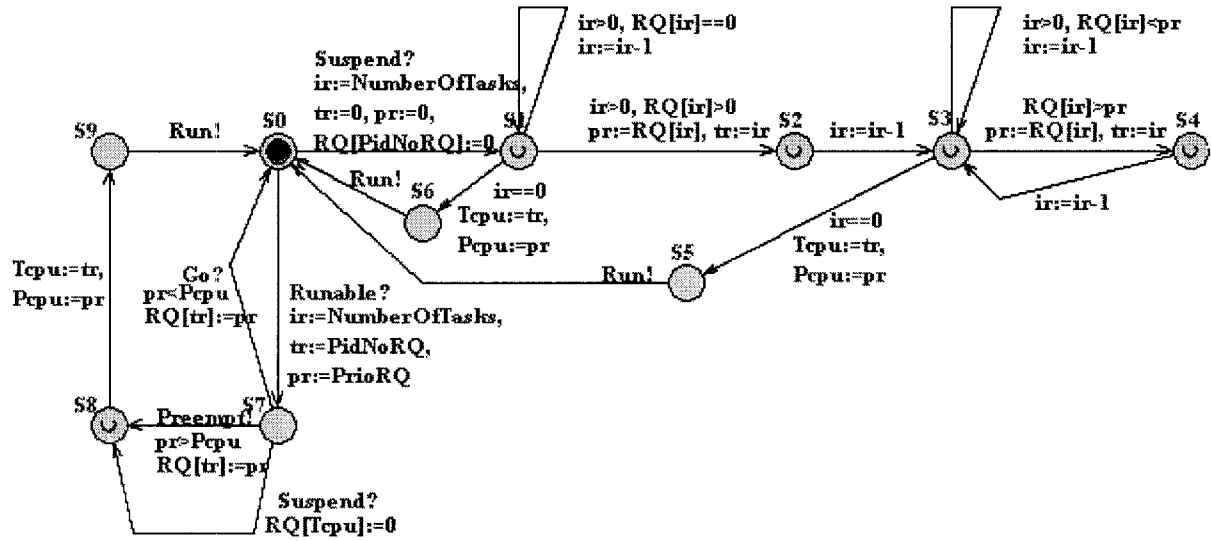 ir>0, RQ[ir]==0
ir:=ir-1
ir>0, RQ[ir]<pr
ir:=ir-1
Suspend?
ir:=NumberOfTasks,
tr:=0, pr:=0,
RQ[PidNoRQ]:=0
ir>0, RQ[ir]>0
pr:=RQ[ir], tr:=ir
RQ[ir]>pr
pr:=RQ[ir], tr:=ir
S9
Run!
S0
S1
S2
ir:=ir-1
S3
S4
Run!
S6
ir==0
Tcpu:=tr,
Pcpu:=pr
ir:=ir-1
ir==0
Tcpu:=tr,
Pcpu:=pr
S5
Run!
Tcpu:=tr,
Pcpu:=pr
Go?
pr<Pcpu
RQ[tr]:=pr
Runable?
ir:=NumberOfTasks,
tr:=PidNoRQ,
pr:=PrioRQ
S8
Preempt!
pr>Pcpu
RQ[tr]:=pr
S7
Suspend?
RQ[Tcpu]:=0